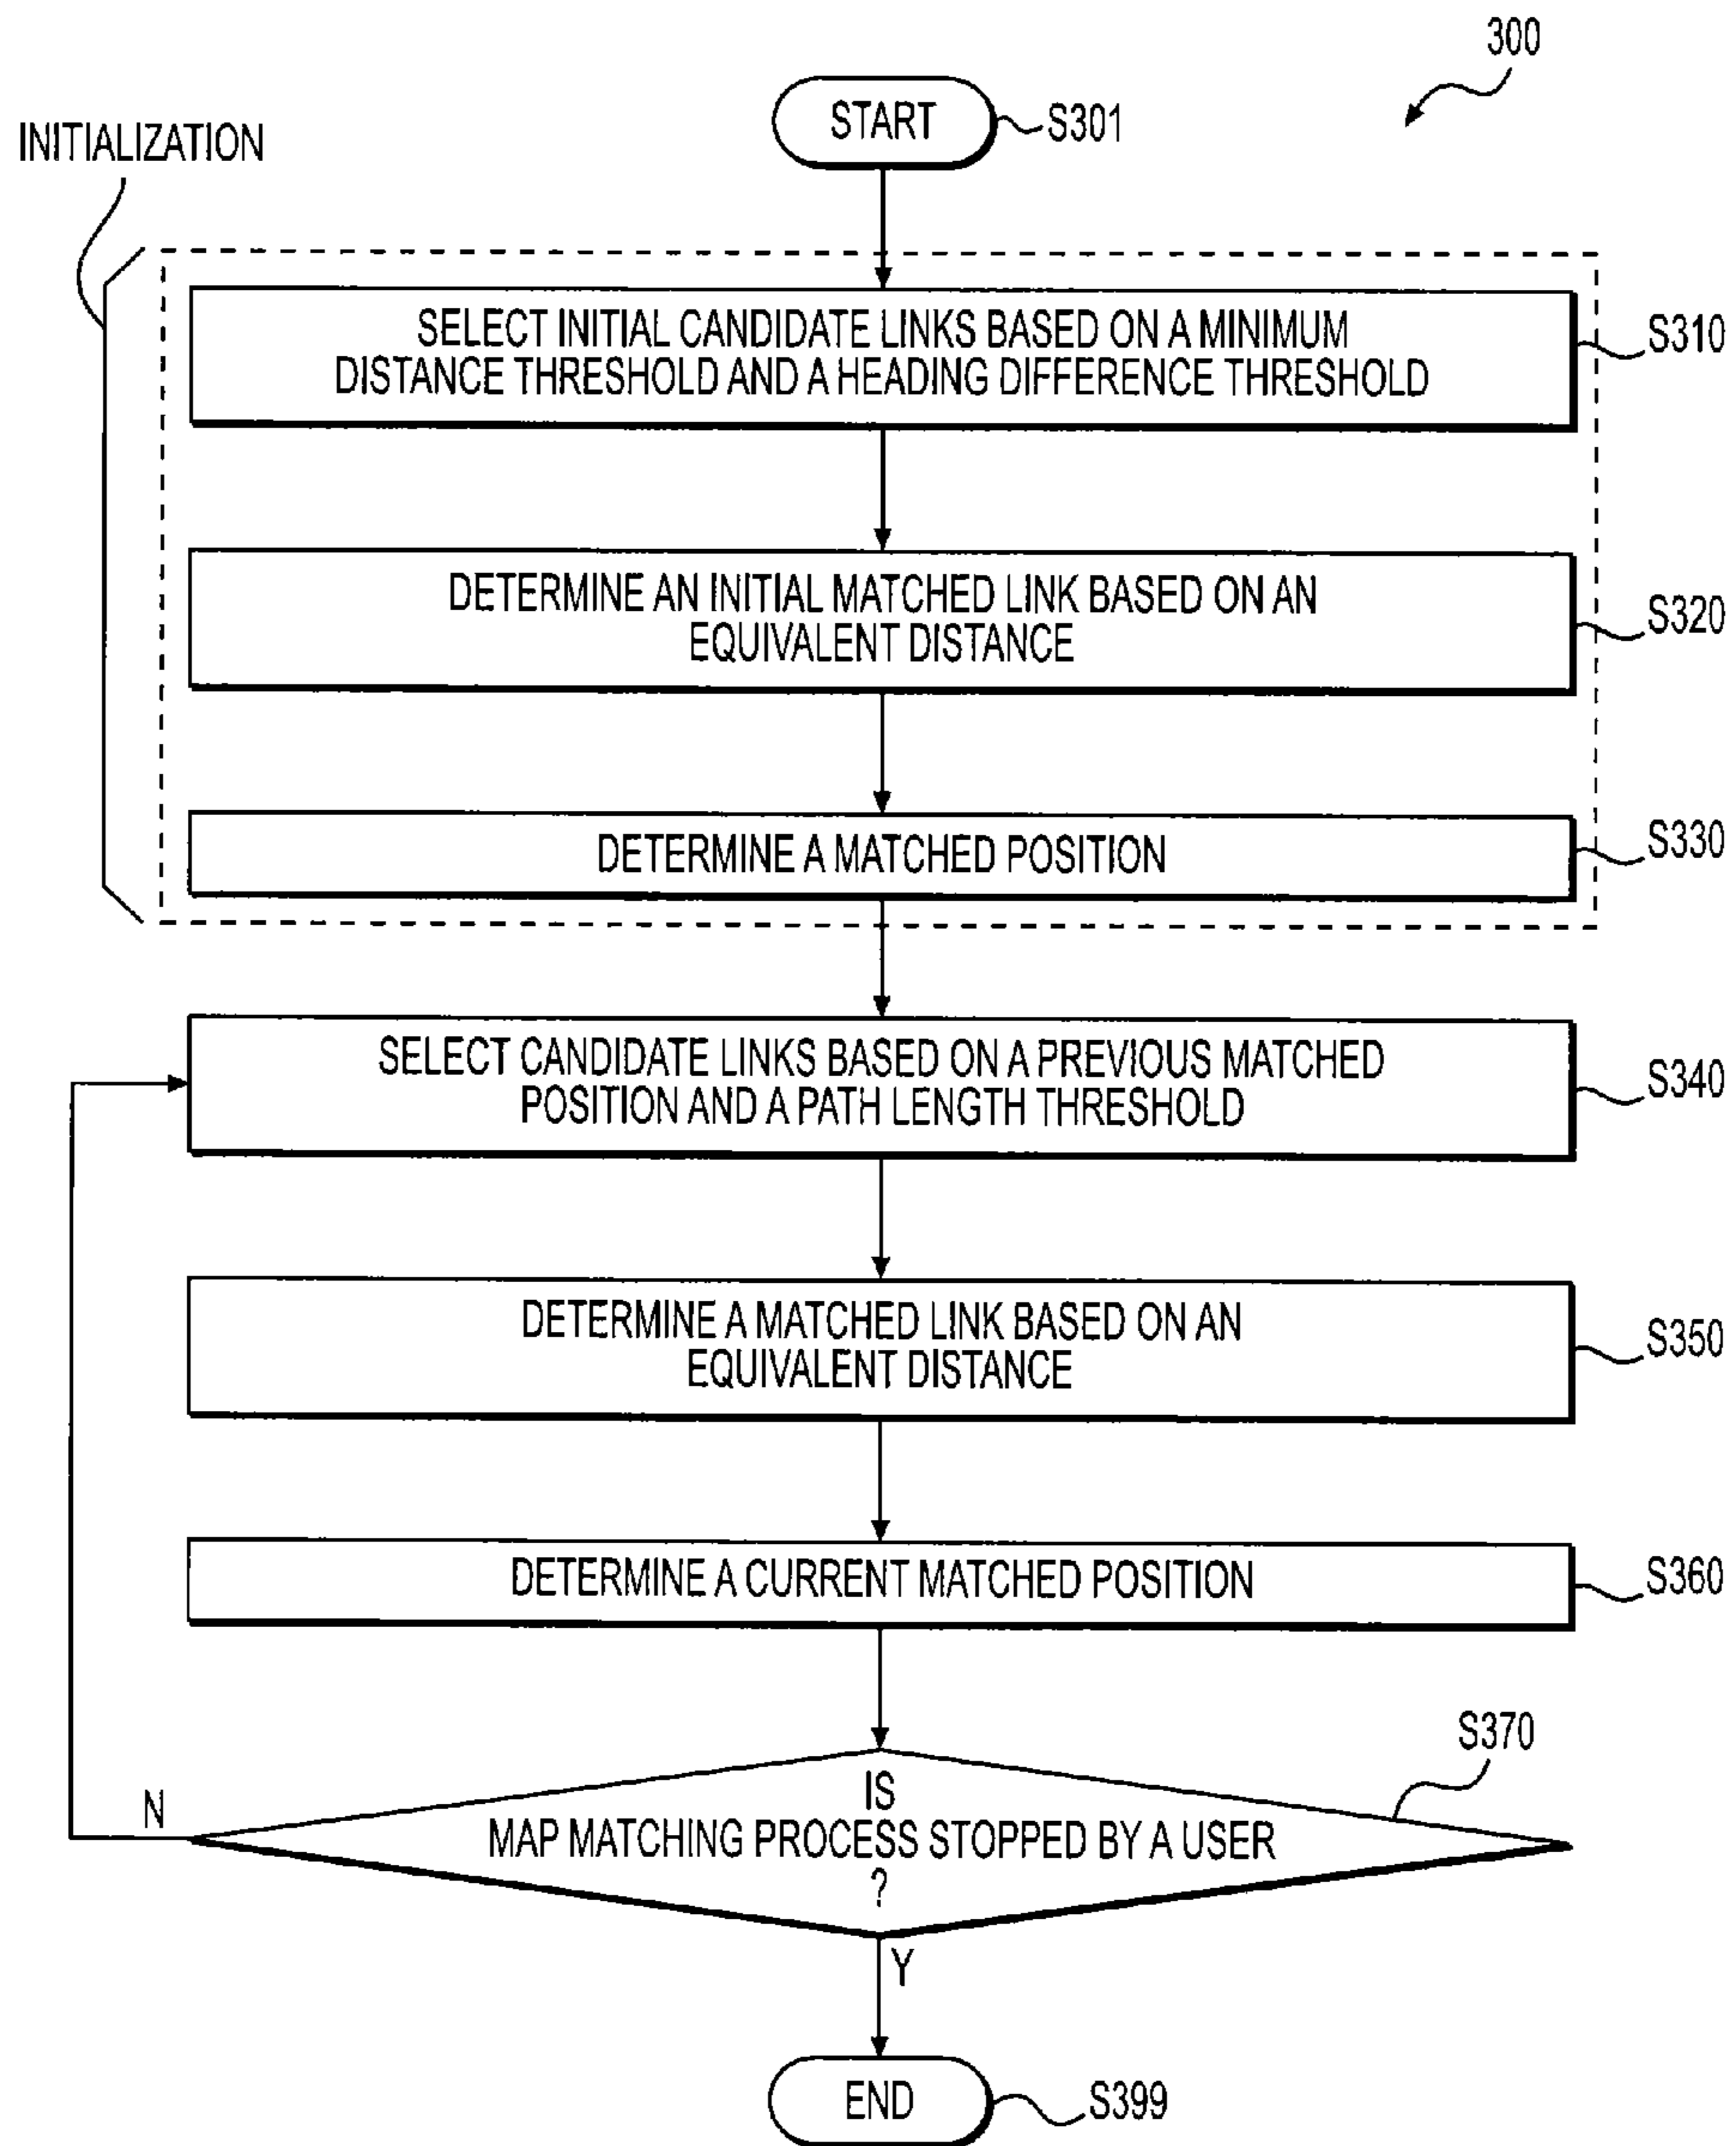 300
START
S301
INITIALIZATION
SELECT INITIAL CANDIDATE LINKS BASED ON A MINIMUM
DISTANCE THRESHOLD AND A HEADING DIFFERENCE THRESHOLD
S310
DETERMINE AN INITIAL MATCHED LINK BASED ON AN
EQUIVALENT DISTANCE
S320
DETERMINE A MATCHED POSITION
S330
SELECT CANDIDATE LINKS BASED ON A PREVIOUS MATCHED
POSITION AND A PATH LENGTH THRESHOLD
S340
DETERMINE A MATCHED LINK BASED ON AN
EQUIVALENT DISTANCE
S350
DETERMINE A CURRENT MATCHED POSITION
S360
S370
N
IS
MAP MATCHING PROCESS STOPPED BY A USER
?
Y
END
S399